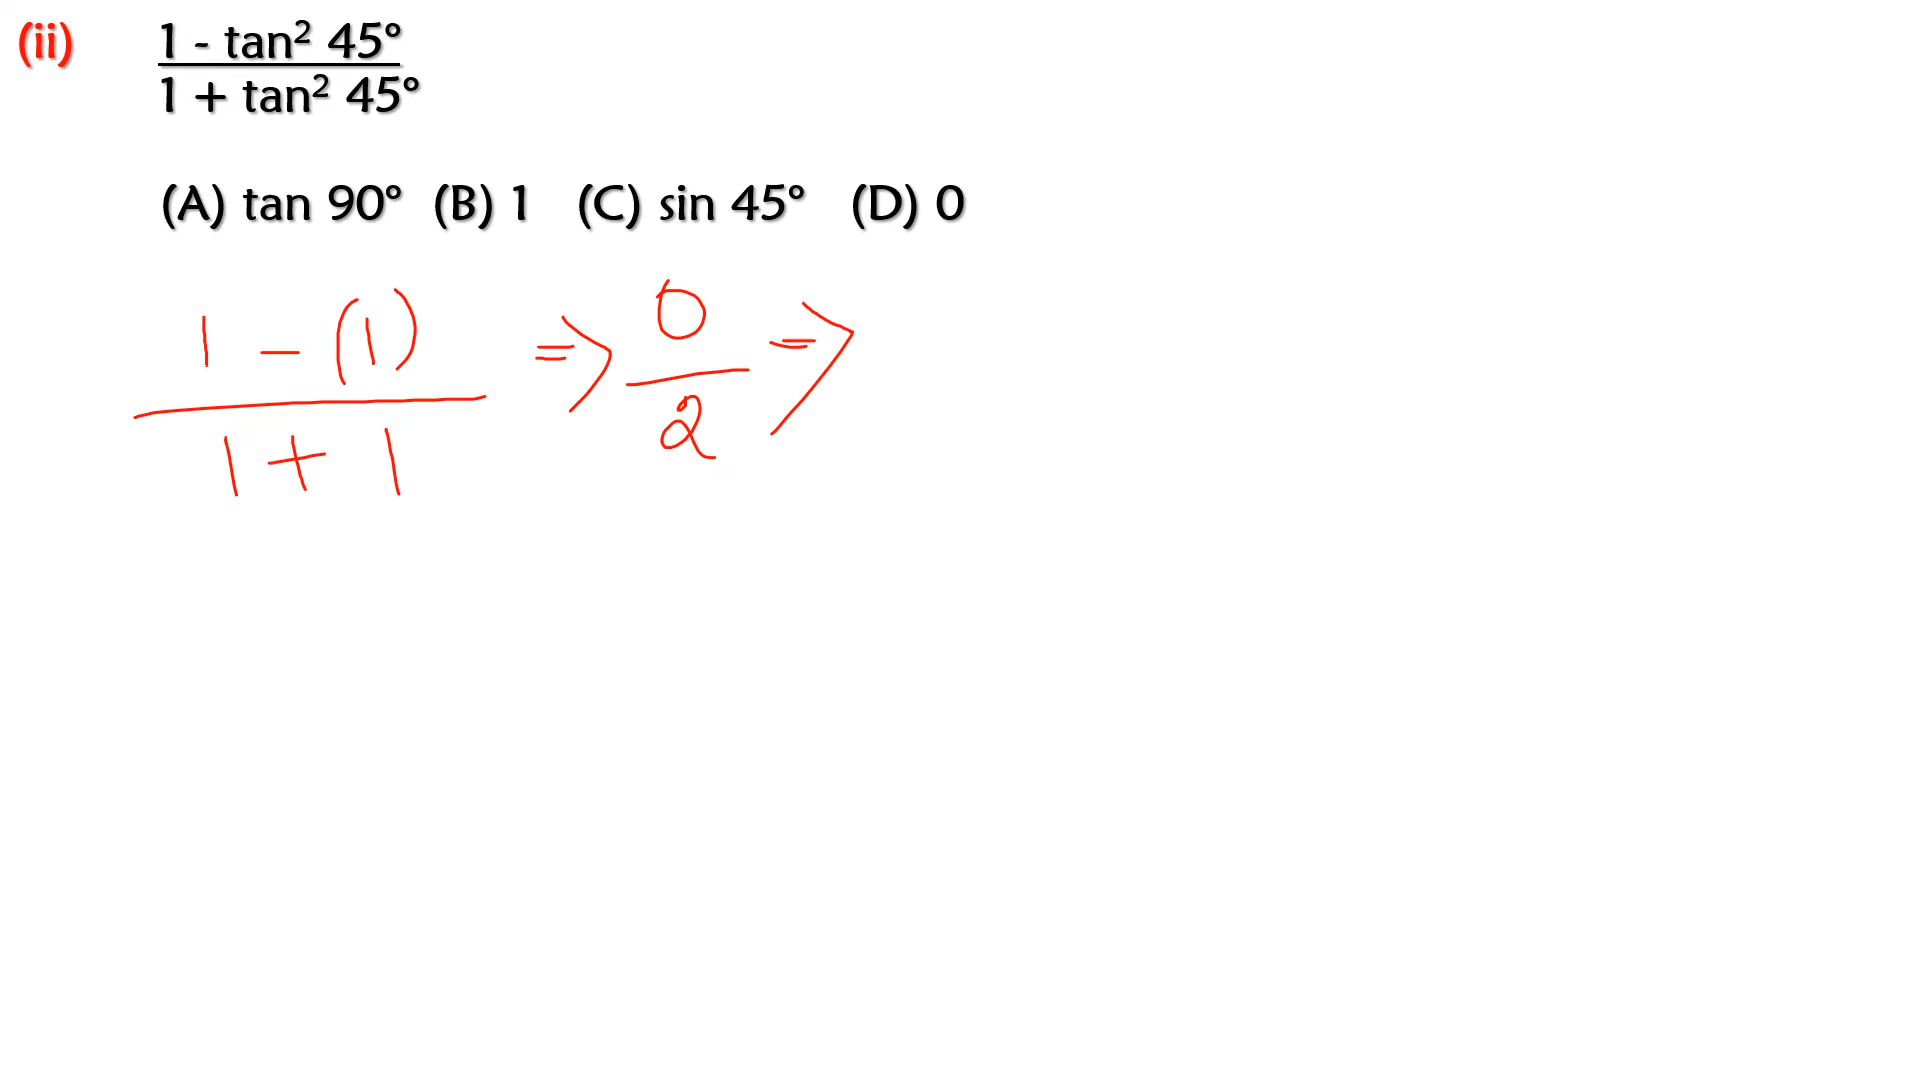 (ii) 1 - tan² 45°
1 + tan² 45°
(A) tan 90° (B) 1 (C) sin 45° (D) 0
1 - (1) ⇒ 0 ⇒
1 + 1 2